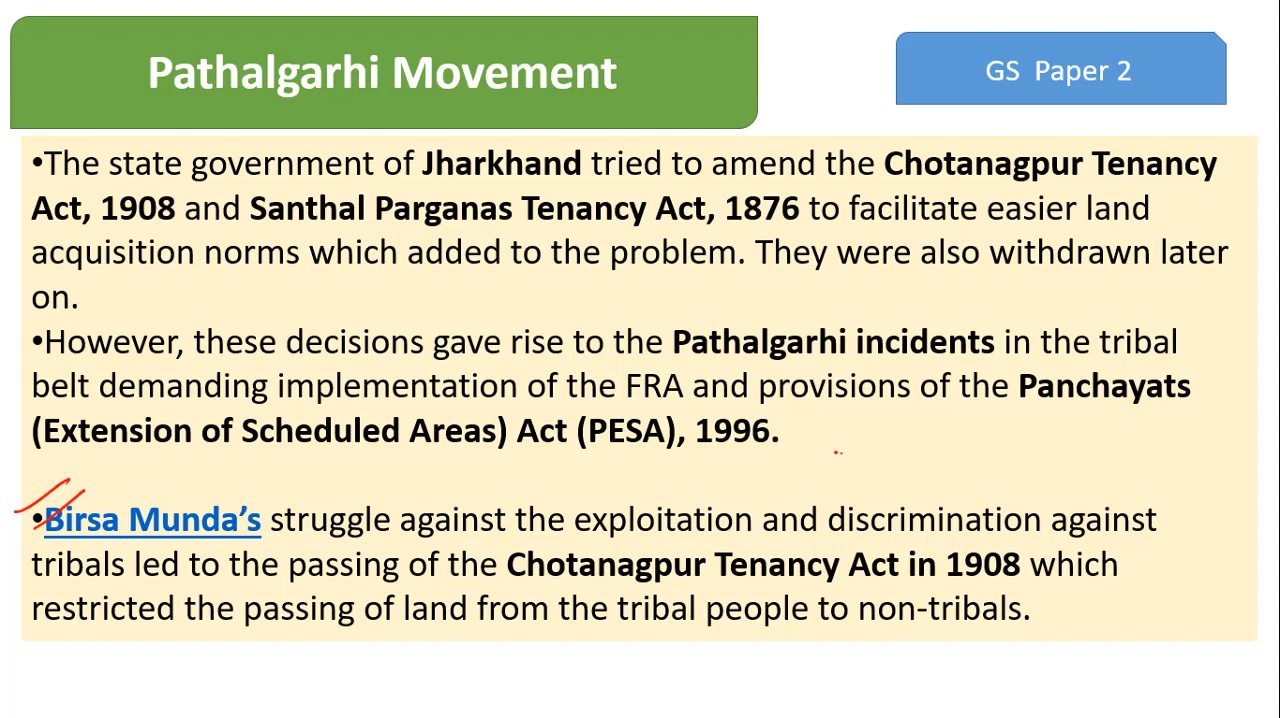 Pathalgarhi Movement
GS Paper 2
•The state government of Jharkhand tried to amend the Chotanagpur Tenancy
Act, 1908 and Santhal Parganas Tenancy Act, 1876 to facilitate easier land
acquisition norms which added to the problem. They were also withdrawn later
on.
•However, these decisions gave rise to the Pathalgarhi incidents in the tribal
belt demanding implementation of the FRA and provisions of the Panchayats
(Extension of Scheduled Areas) Act (PESA), 1996.
•Birsa Munda’s struggle against the exploitation and discrimination against
tribals led to the passing of the Chotanagpur Tenancy Act in 1908 which
restricted the passing of land from the tribal people to non-tribals.